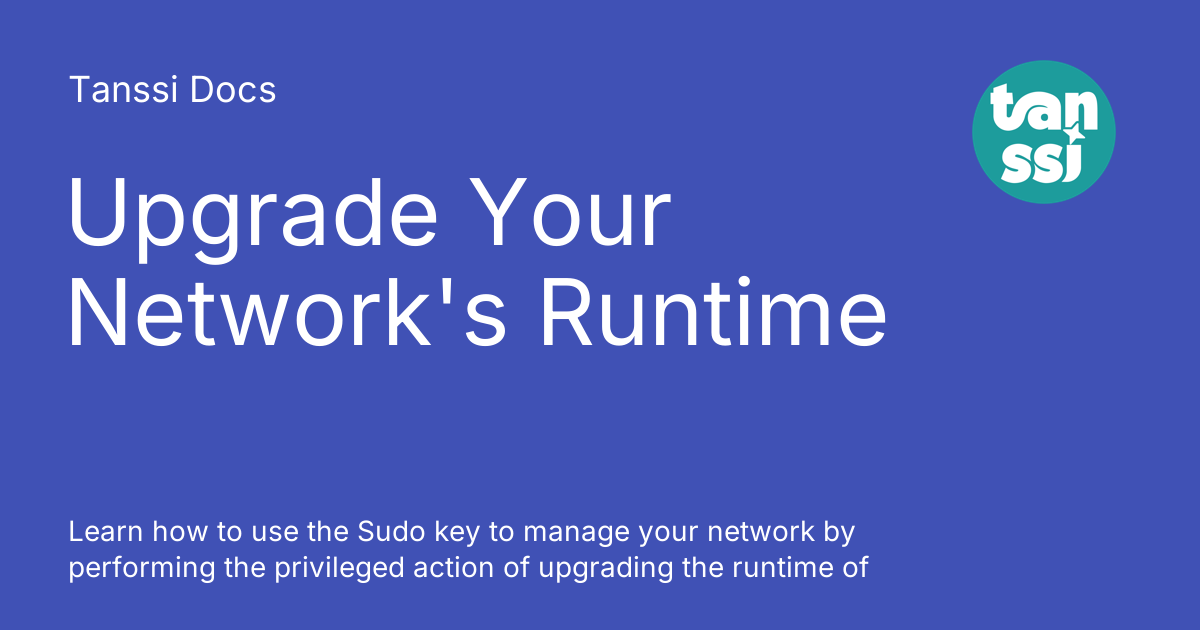 Tanssi Docs
tan
ssi
Upgrade Your
Network's Runtime
Learn how to use the Sudo key to manage your network by
performing the privileged action of upgrading the runtime of